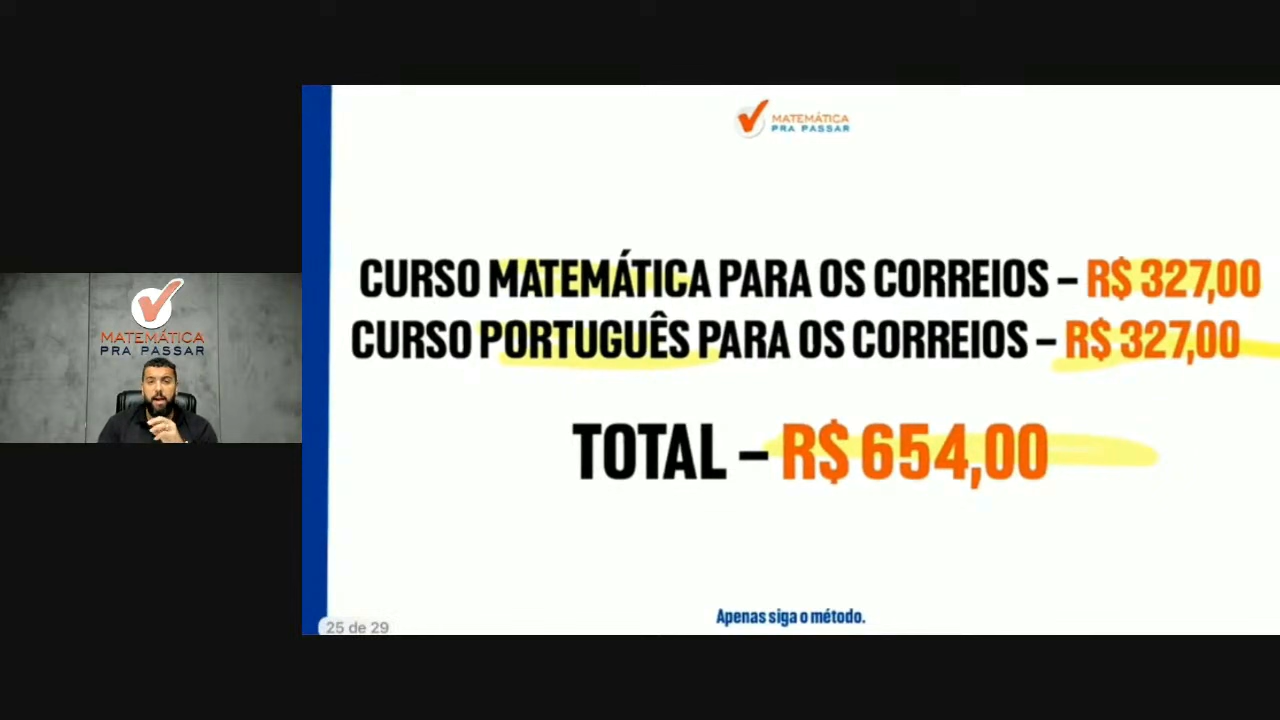 MATEMÁTICA
PRA PASSAR
MATEMÁTICA
PRA PASSAR
CURSO MATEMÁTICA PARA OS CORREIOS – R$ 327,00
CURSO PORTUGUÊS PARA OS CORREIOS – R$ 327,00
TOTAL – R$ 654,00
Apenas siga o método.
25 de 29